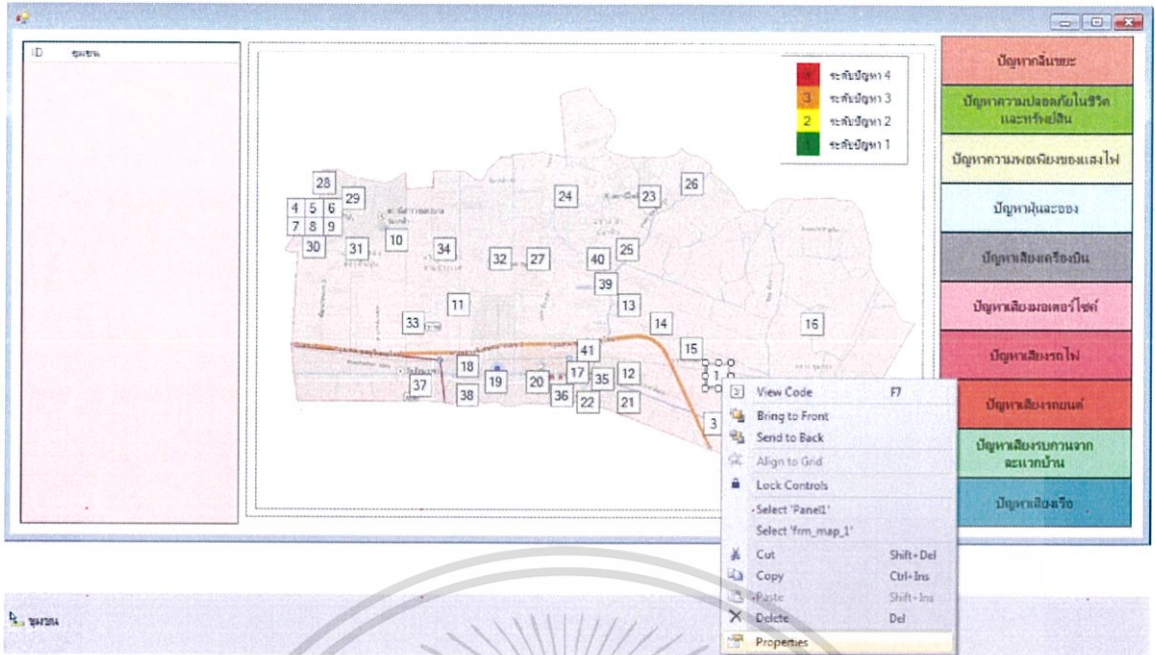 ID ชุมชน
4 ระดับปัญหา 4
3 ระดับปัญหา 3
2 ระดับปัญหา 2
1 ระดับปัญหา 1
28
29
4 5 6
7 8 9
30
31
10
34
24
23
26
32
27
40
25
39
13
11
33
14
16
15
41
18
19
20
17
35
12
37
38
36
22
21
1
3
ปัญหากลิ่นขยะ
ปัญหาความปลอดภัยในชีวิต
และทรัพย์สิน
ปัญหาความพอเพียงของแสงไฟ
ปัญหาฝุ่นละออง
ปัญหาเสียงเครื่องบิน
ปัญหาเสียงมอเตอร์ไซค์
ปัญหาเสียงรถไฟ
ปัญหาเสียงรถยนต์
ปัญหาเสียงรบกวนจาก
ละแวกบ้าน
ปัญหาเสียงเรือ
View Code F7
Bring to Front
Send to Back
Align to Grid
Lock Controls
Select 'Panel1'
Select 'frm_map_1'
Cut Shift+Del
Copy Ctrl+Ins
Paste Shift+Ins
Delete Del
Properties
ชุมชน